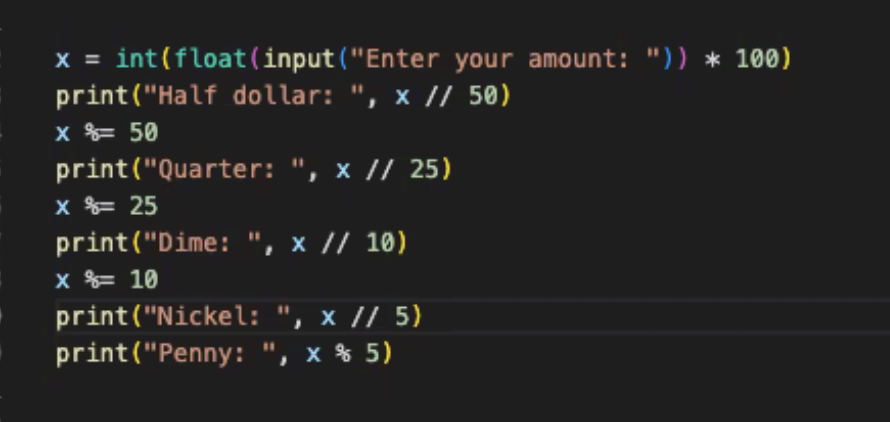 x = int(float(input("Enter your amount: ")) * 100)
print("Half dollar: ", x // 50)
x %= 50
print("Quarter: ", x // 25)
x %= 25
print("Dime: ", x // 10)
x %= 10
print("Nickel: ", x // 5)
print("Penny: ", x % 5)